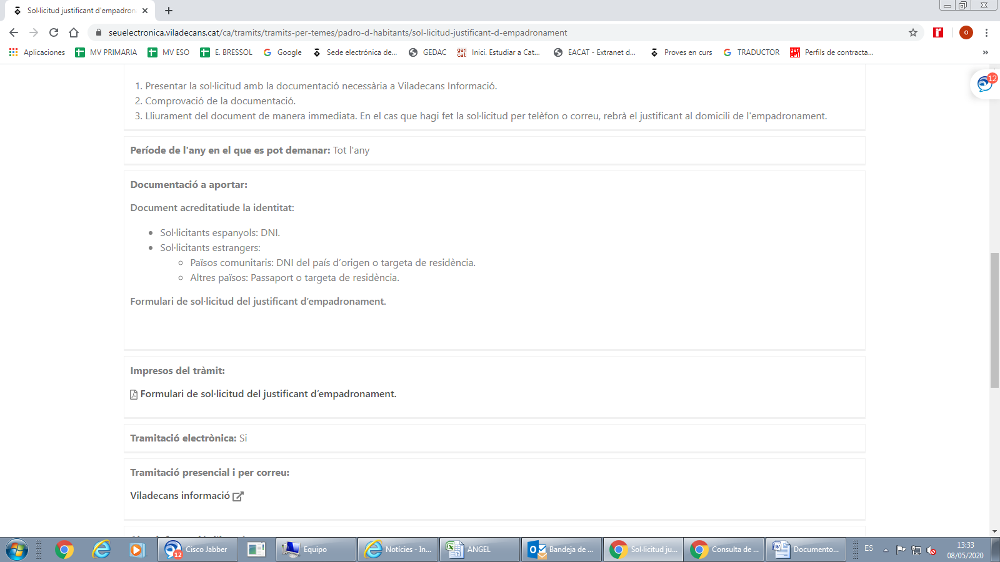 Sol·licitud justificant d'empadron
seuelectronica.viladecans.cat/ca/tramits/tramits-per-temes/padro-d-habitants/sol-licitud-justificant-d-empadronament
o
Aplicaciones
MV PRIMARIA
MV ESO
E. BRESSOL
Google
Sede electrónica de...
GEDAC
gen cat
Inici. Estudiar a Cat...
EACAT - Extranet d...
Proves en curs
TRADUCTOR
gen cat
Perfils de contracta...
»
12
1. Presentar la sol·licitud amb la documentació necessària a Viladecans Informació.
2. Comprovació de la documentació.
3. Lliurament del document de manera immediata. En el cas que hagi fet la sol·licitud per telèfon o correu, rebrà el justificant al domicili de l'empadronament.
Període de l'any en el que es pot demanar: Tot l'any
Documentació a aportar:
Document acreditatiude la identitat:
• Sol·licitants espanyols: DNI.
• Sol·licitants estrangers:
◦ Països comunitaris: DNI del país d’origen o targeta de residència.
◦ Altres països: Passaport o targeta de residència.
Formulari de sol·licitud del justificant d’empadronament.
Impresos del tràmit:
Formulari de sol·licitud del justificant d’empadronament.
Tramitació electrònica: Si
Tramitació presencial i per correu:
Viladecans informació
12
Cisco Jabber
Equipo
Notícies - In...
ANGEL
Bandeja de ...
Sol·licitud ju...
Consulta de ...
Documento...
ES
13:33
08/05/2020